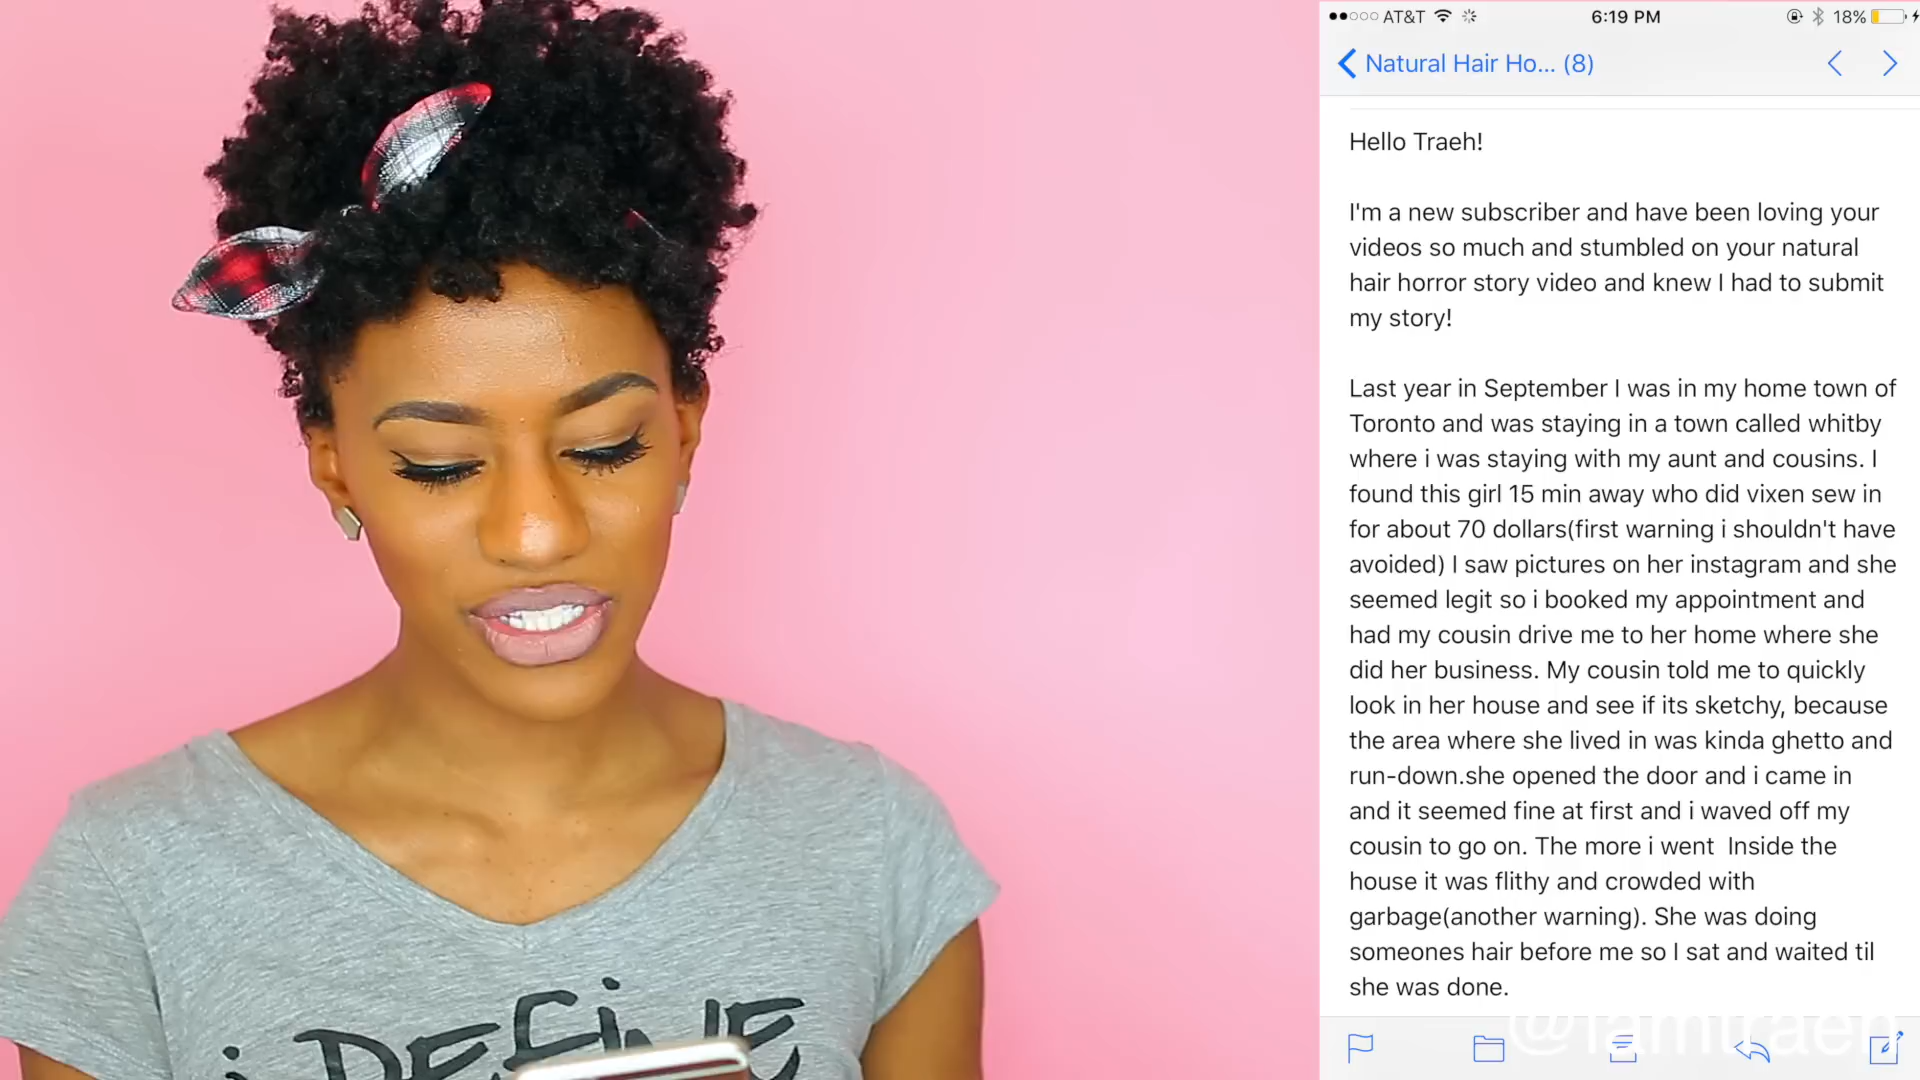 AT&T 6:19 PM 18%
Natural Hair Ho... (8)
Hello Traeh!
I'm a new subscriber and have been loving your
videos so much and stumbled on your natural
hair horror story video and knew I had to submit
my story!
Last year in September I was in my home town of
Toronto and was staying in a town called whitby
where i was staying with my aunt and cousins. I
found this girl 15 min away who did vixen sew in
for about 70 dollars(first warning i shouldn't have
avoided) I saw pictures on her instagram and she
seemed legit so i booked my appointment and
had my cousin drive me to her home where she
did her business. My cousin told me to quickly
look in her house and see if its sketchy, because
the area where she lived in was kinda ghetto and
run-down.she opened the door and i came in
and it seemed fine at first and i waved off my
cousin to go on. The more i went  Inside the
house it was flithy and crowded with
garbage(another warning). She was doing
someones hair before me so I sat and waited til
she was done.
i DEFINE
@iamtraeh